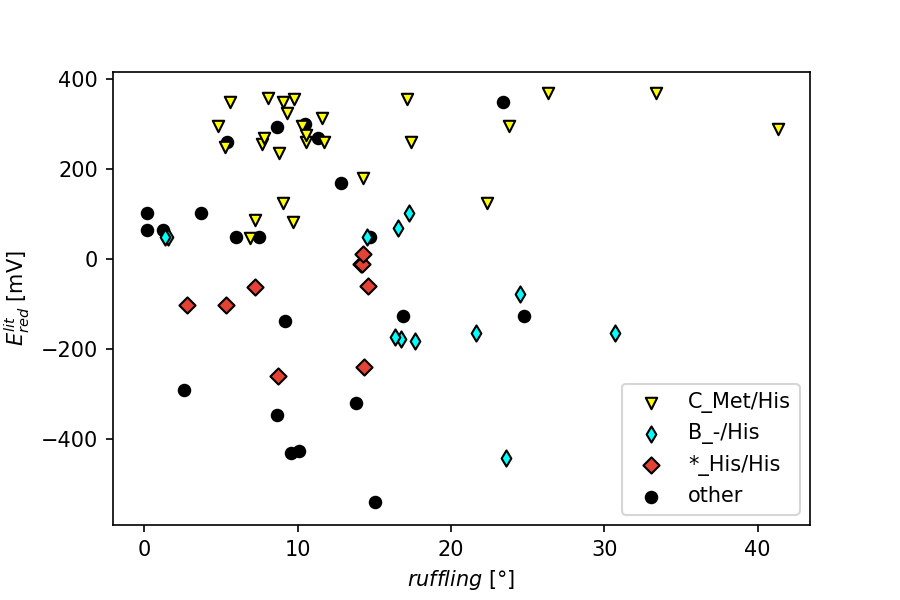 400
200
0
−200
−400
E_red^lit [mV]
0 10 20 30 40
ruffling [°]
C_Met/His
B_-/His
*_His/His
other